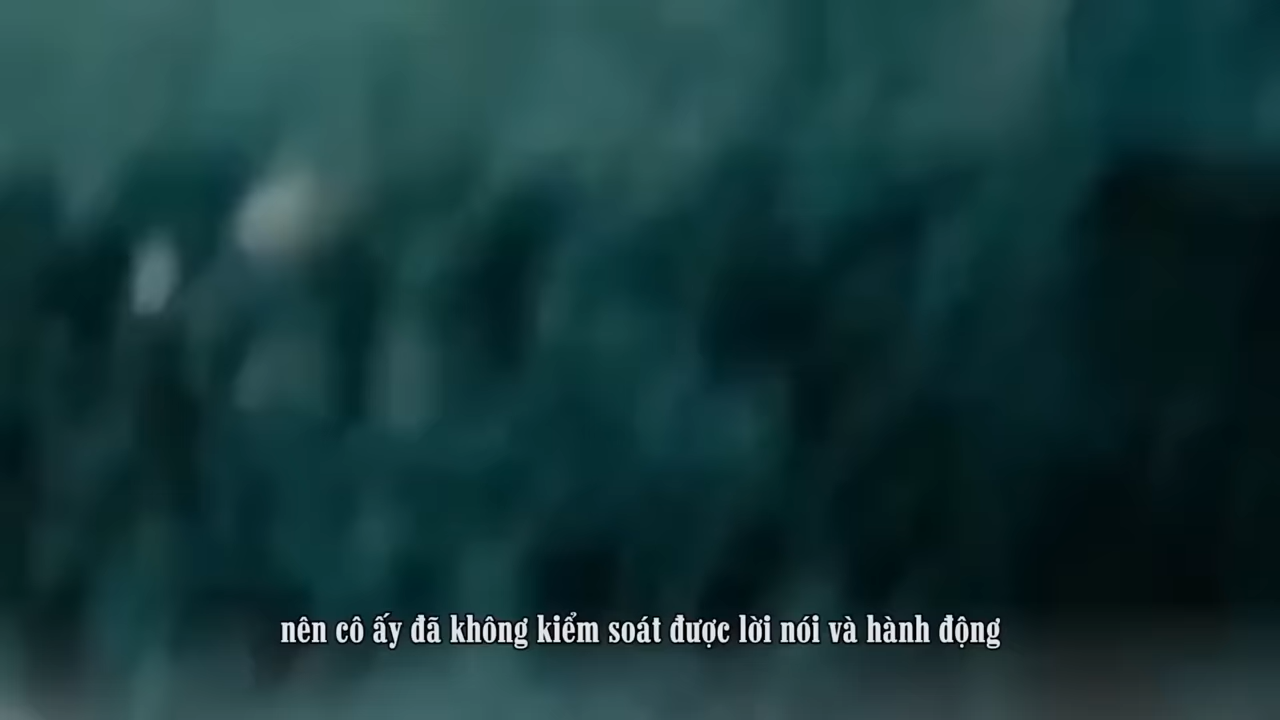 nên cô ấy đã không kiểm soát được lời nói và hành động